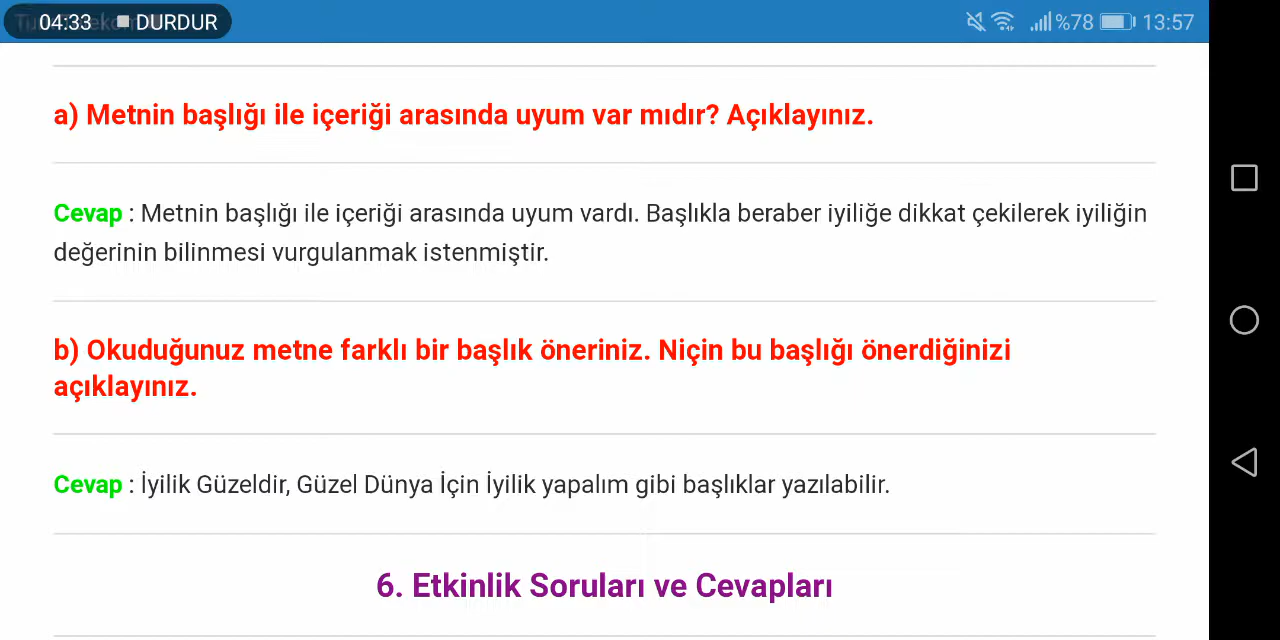 04:33 DURDUR %78 13:57
a) Metnin başlığı ile içeriği arasında uyum var mıdır? Açıklayınız.
Cevap : Metnin başlığı ile içeriği arasında uyum vardı. Başlıkla beraber iyiliğe dikkat çekilerek iyiliğin
değerinin bilinmesi vurgulanmak istenmiştir.
b) Okuduğunuz metne farklı bir başlık öneriniz. Niçin bu başlığı önerdiğinizi
açıklayınız.
Cevap : İyilik Güzeldir, Güzel Dünya İçin İyilik yapalım gibi başlıklar yazılabilir.
6. Etkinlik Soruları ve Cevapları